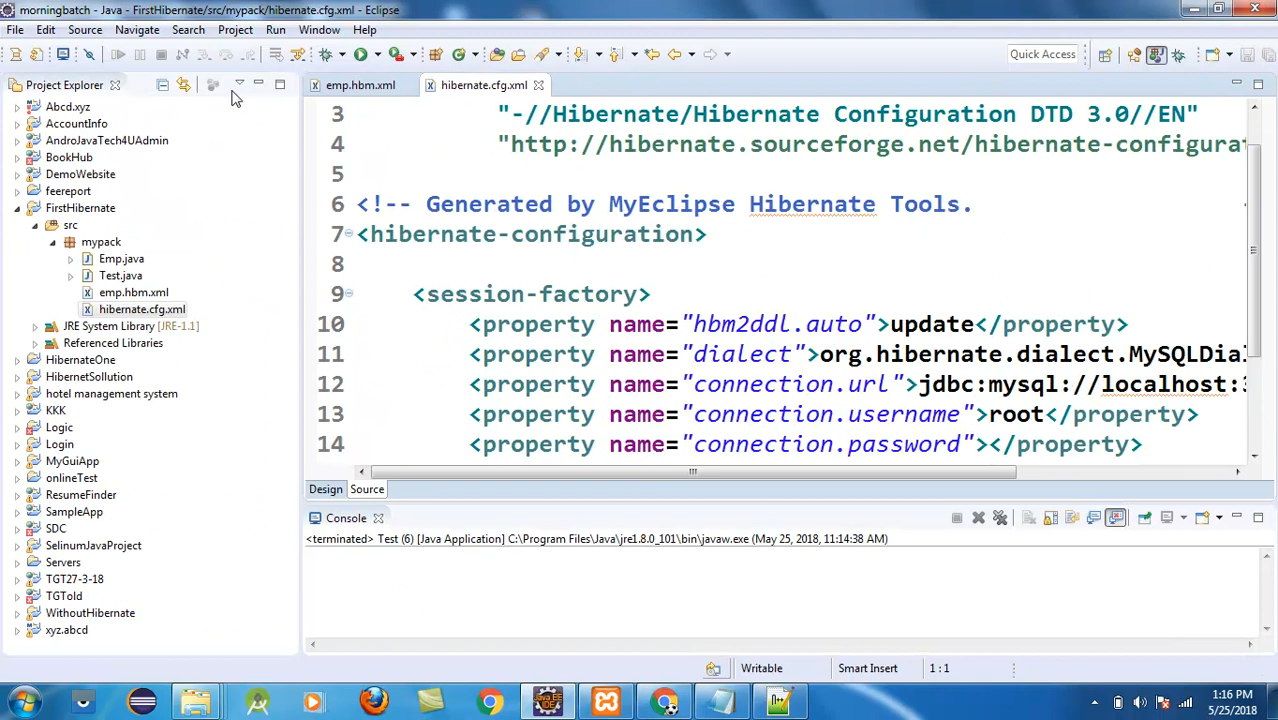 morningbatch - Java - FirstHibernate/src/mypack/hibernate.cfg.xml - Eclipse
File Edit Source Navigate Search Project Run Window Help
Quick Access
Project Explorer
Abcd.xyz
AccountInfo
AndroJavaTech4UAdmin
BookHub
DemoWebsite
feereport
FirstHibernate
src
mypack
Emp.java
Test.java
emp.hbm.xml
hibernate.cfg.xml
JRE System Library [JRE-1.1]
Referenced Libraries
HibernateOne
HibernetSollution
hotel management system
KKK
Logic
Login
MyGuiApp
onlineTest
ResumeFinder
SampleApp
SDC
SelinumJavaProject
Servers
TGT27-3-18
TGTold
WithoutHibernate
xyz.abcd
emp.hbm.xml hibernate.cfg.xml
3 "-//Hibernate/Hibernate Configuration DTD 3.0//EN"
4 "http://hibernate.sourceforge.net/hibernate-configurat
5
6 <!-- Generated by MyEclipse Hibernate Tools. -
7 <hibernate-configuration>
8
9 <session-factory>
10 <property name="hbm2ddl.auto">update</property>
11 <property name="dialect">org.hibernate.dialect.MySQLDia
12 <property name="connection.url">jdbc:mysql://localhost:3
13 <property name="connection.username">root</property>
14 <property name="connection.password"></property>
Design Source
Console
<terminated> Test (6) [Java Application] C:\Program Files\Java\jre1.8.0_101\bin\javaw.exe (May 25, 2018, 11:14:38 AM)
Writable Smart Insert 1 : 1
1:16 PM
5/25/2018